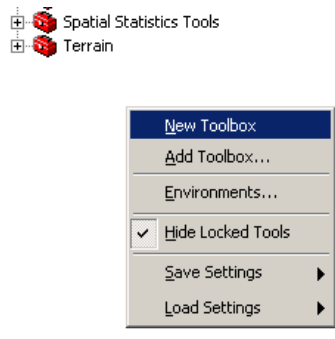 Spatial Statistics Tools
Terrain
New Toolbox
Add Toolbox...
Environments...
Hide Locked Tools
Save Settings
Load Settings